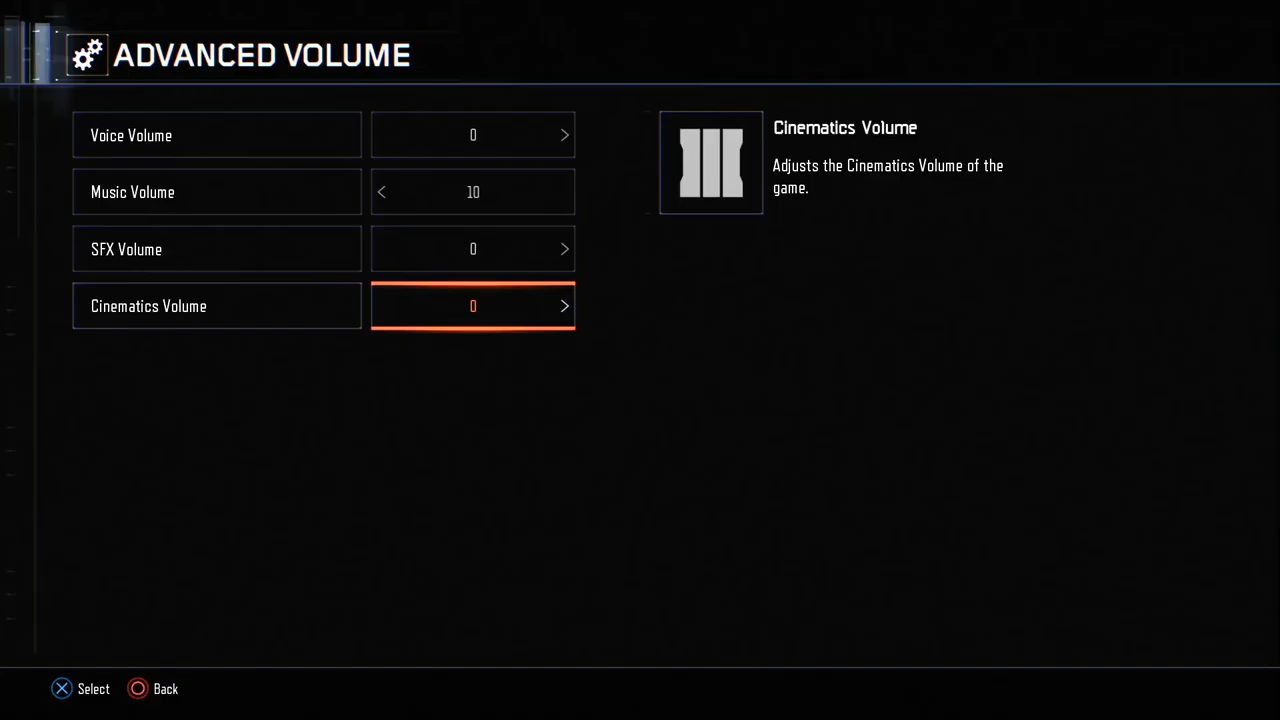 ADVANCED VOLUME
Voice Volume 0
Music Volume 10
SFX Volume 0
Cinematics Volume 0
Cinematics Volume
Adjusts the Cinematics Volume of the
game.
Select Back